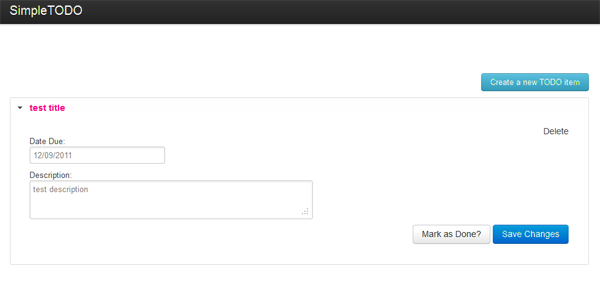 SimpleTODO
Create a new TODO item
test title
Delete
Date Due:
12/09/2011
Description:
test description
Mark as Done? Save Changes